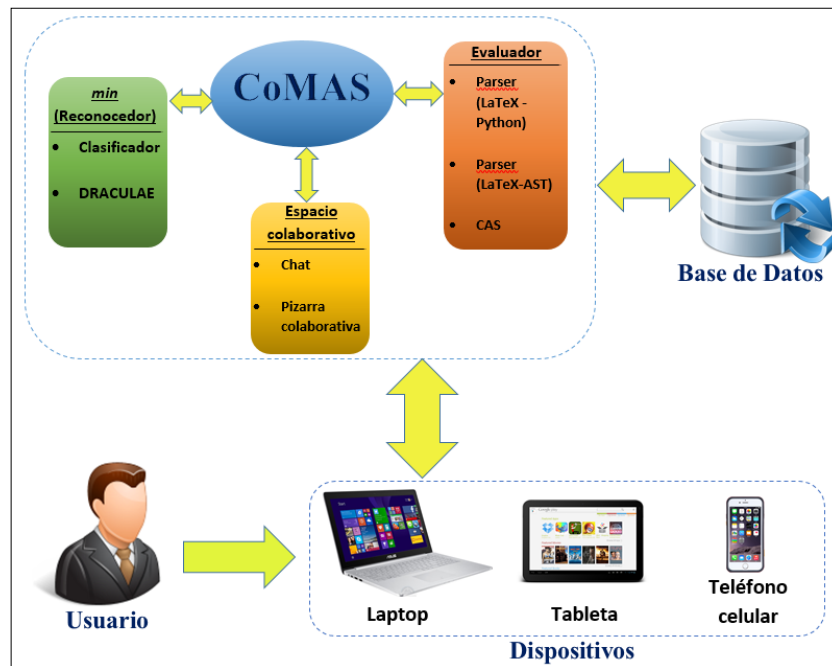 CoMAS
min
(Reconocedor)
• Clasificador
• DRACULAE
Evaluador
• Parser
(LaTeX -
Python)
• Parser
(LaTeX-AST)
• CAS
Espacio
colaborativo
• Chat
• Pizarra
colaborativa
Base de Datos
Usuario
Laptop
Tableta
Teléfono
celular
Dispositivos